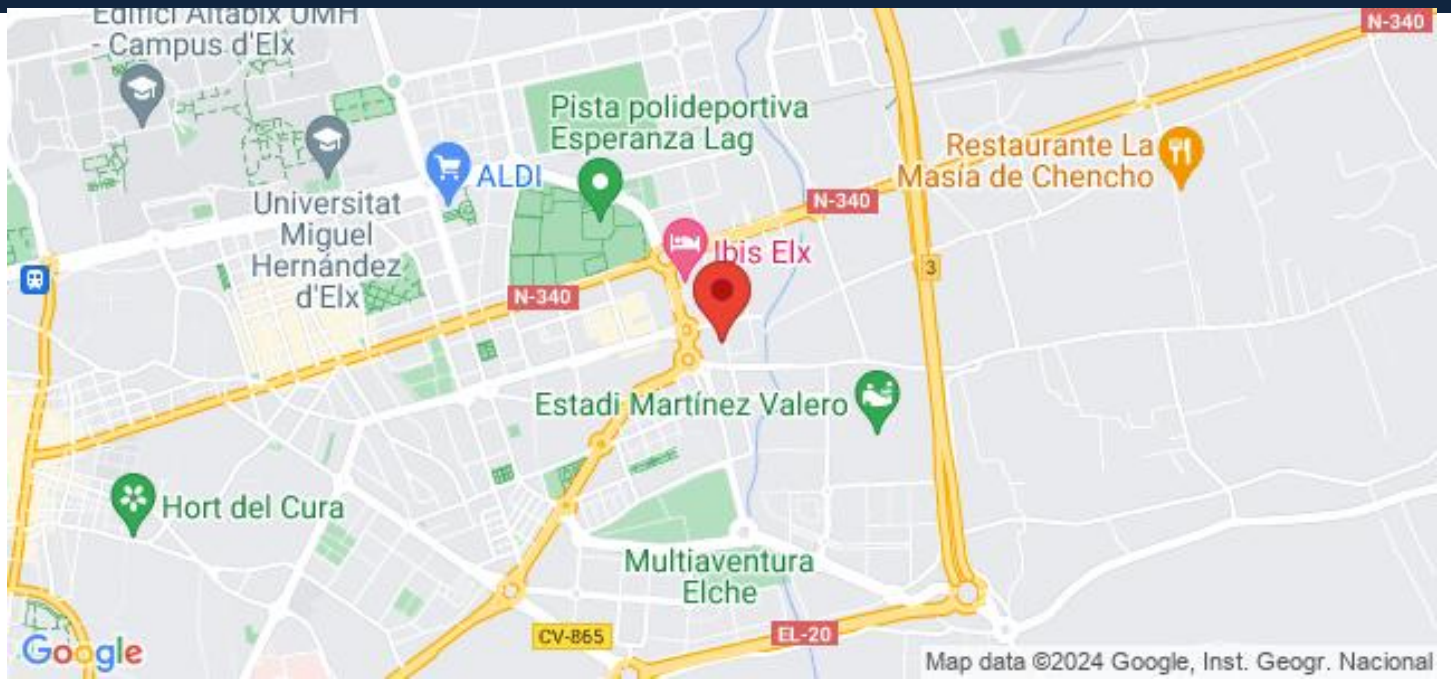 Edifici Altabix UMH
- Campus d'Elx
N-340
Pista polideportiva
Esperanza Lag
Restaurante La
Masía de Chencho
ALDI
Universitat
Miguel
Hernández
d'Elx
N-340
Ibis Elx
3
N-340
Estadi Martínez Valero
Hort del Cura
Multiaventura
Elche
CV-865
EL-20
Google
Map data ©2024 Google, Inst. Geogr. Nacional